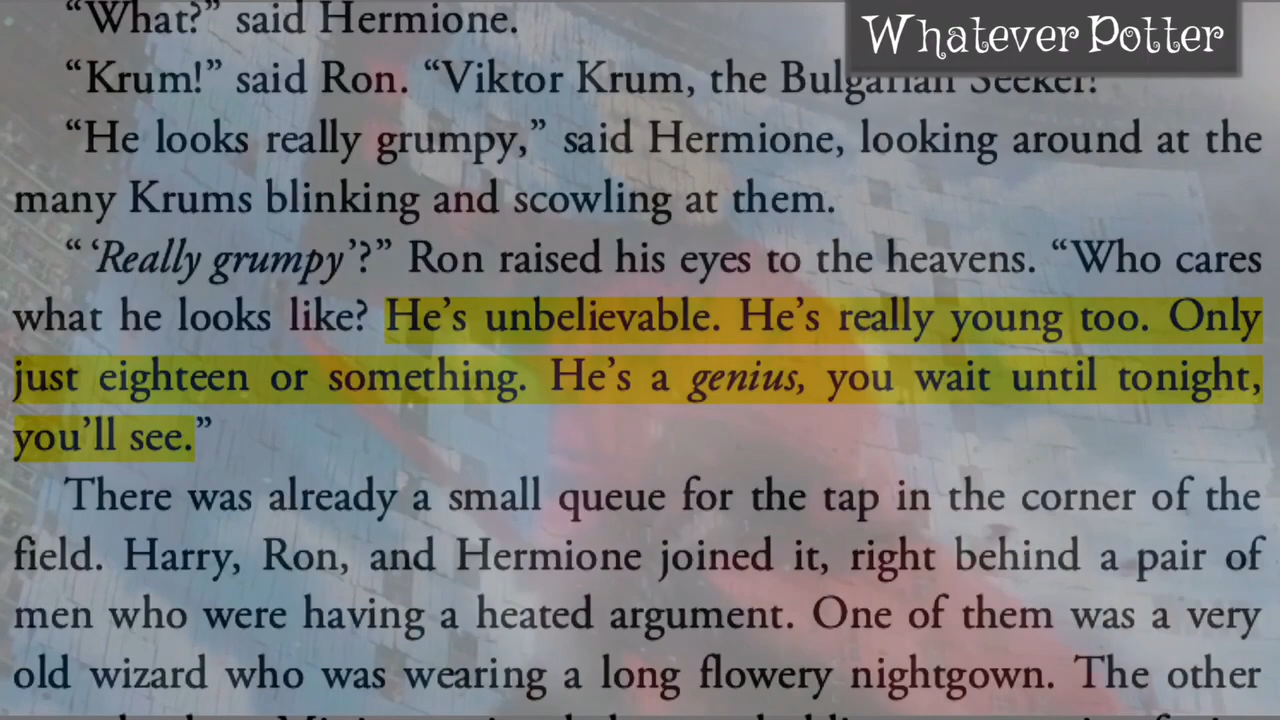 “What?” said Hermione.
Whatever Potter
“Krum!” said Ron. “Viktor Krum, the Bulgarian Seeker!
“He looks really grumpy,” said Hermione, looking around at the
many Krums blinking and scowling at them.
“ ‘Really grumpy’?” Ron raised his eyes to the heavens. “Who cares
what he looks like? He’s unbelievable. He’s really young too. Only
just eighteen or something. He’s a genius, you wait until tonight,
you’ll see.”
There was already a small queue for the tap in the corner of the
field. Harry, Ron, and Hermione joined it, right behind a pair of
men who were having a heated argument. One of them was a very
old wizard who was wearing a long flowery nightgown. The other